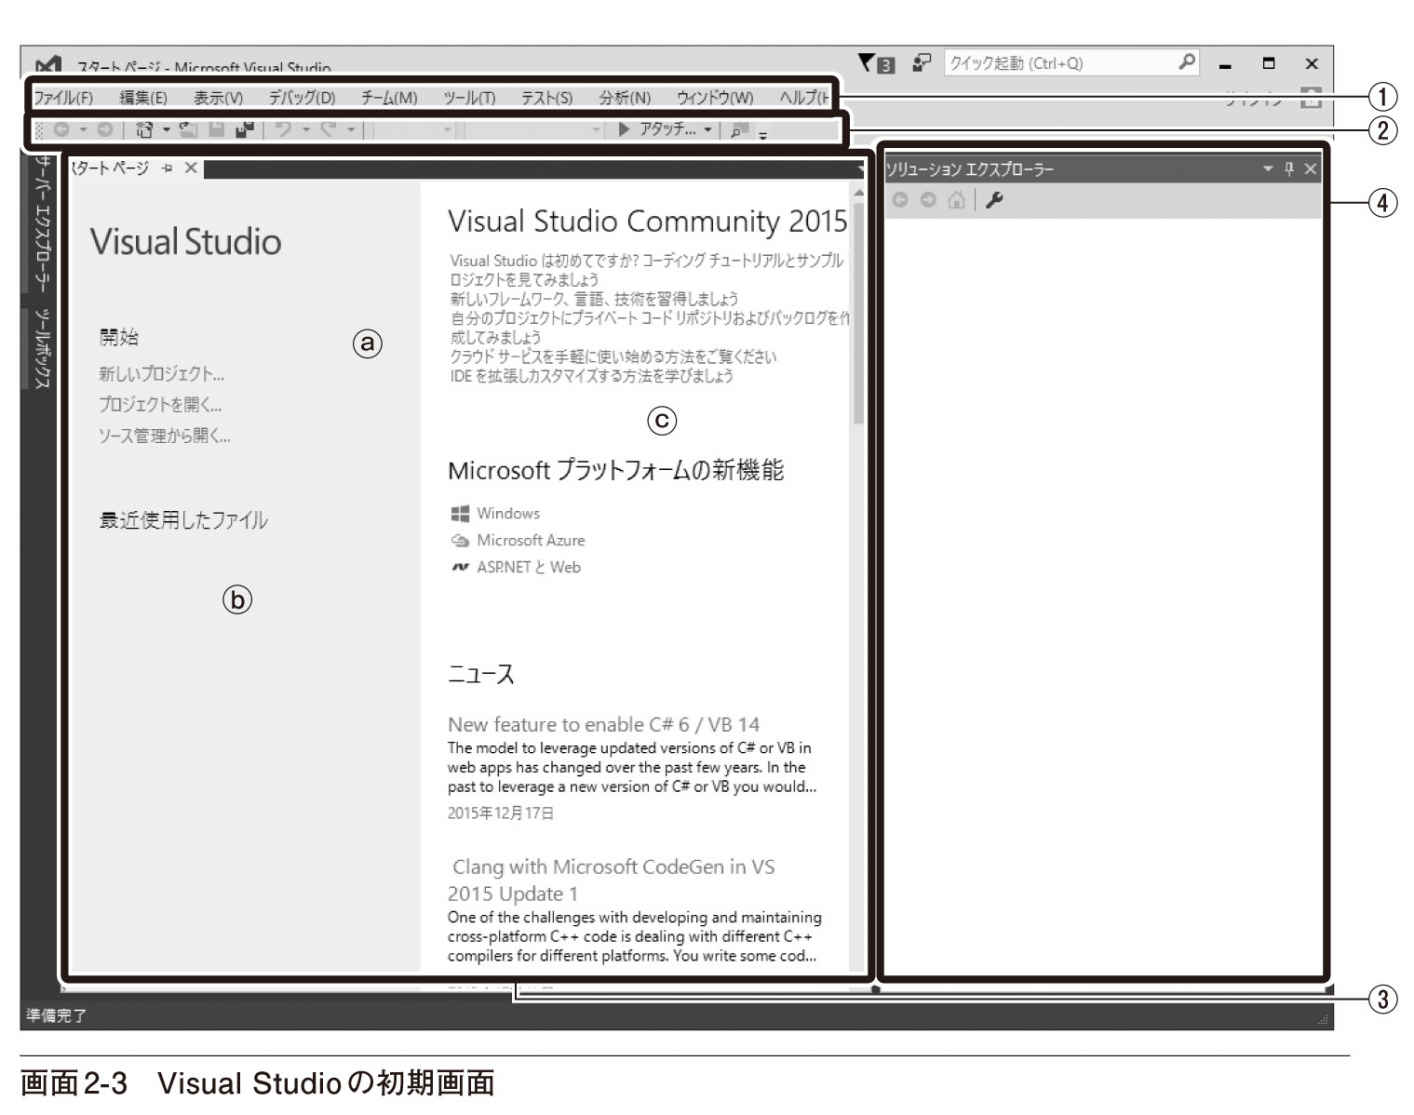 スタートページ - Microsoft Visual Studio
3
クイック起動 (Ctrl+Q)
ファイル(F) 編集(E) 表示(V) デバッグ(D) チーム(M) ツール(T) テスト(S) 分析(N) ウィンドウ(W) ヘルプ(H
①
サインイン
アタッチ...
②
サーバー エクスプローラー
ツールボックス
スタート ページ
ソリューション エクスプローラー
④
Visual Studio
開始
ⓐ
新しいプロジェクト...
プロジェクトを開く...
ソース管理から開く...
最近使用したファイル
ⓑ
Visual Studio Community 2015
Visual Studio は初めてですか? コーディング チュートリアルとサンプル
ロジェクトを見てみましょう
新しいフレームワーク、言語、技術を習得しましょう
自分のプロジェクトにプライベート コード リポジトリおよびバックログを作
成してみましょう
クラウド サービスを手軽に使い始める方法をご覧ください
IDE を拡張しカスタマイズする方法を学びましょう
ⓒ
Microsoft プラットフォームの新機能
Windows
Microsoft Azure
ASP.NET と Web
ニュース
New feature to enable C# 6 / VB 14
The model to leverage updated versions of C# or VB in
web apps has changed over the past few years. In the
past to leverage a new version of C# or VB you would...
2015年12月17日
Clang with Microsoft CodeGen in VS
2015 Update 1
One of the challenges with developing and maintaining
cross-platform C++ code is dealing with different C++
compilers for different platforms. You write some cod...
③
準備完了
画面2-3 Visual Studioの初期画面